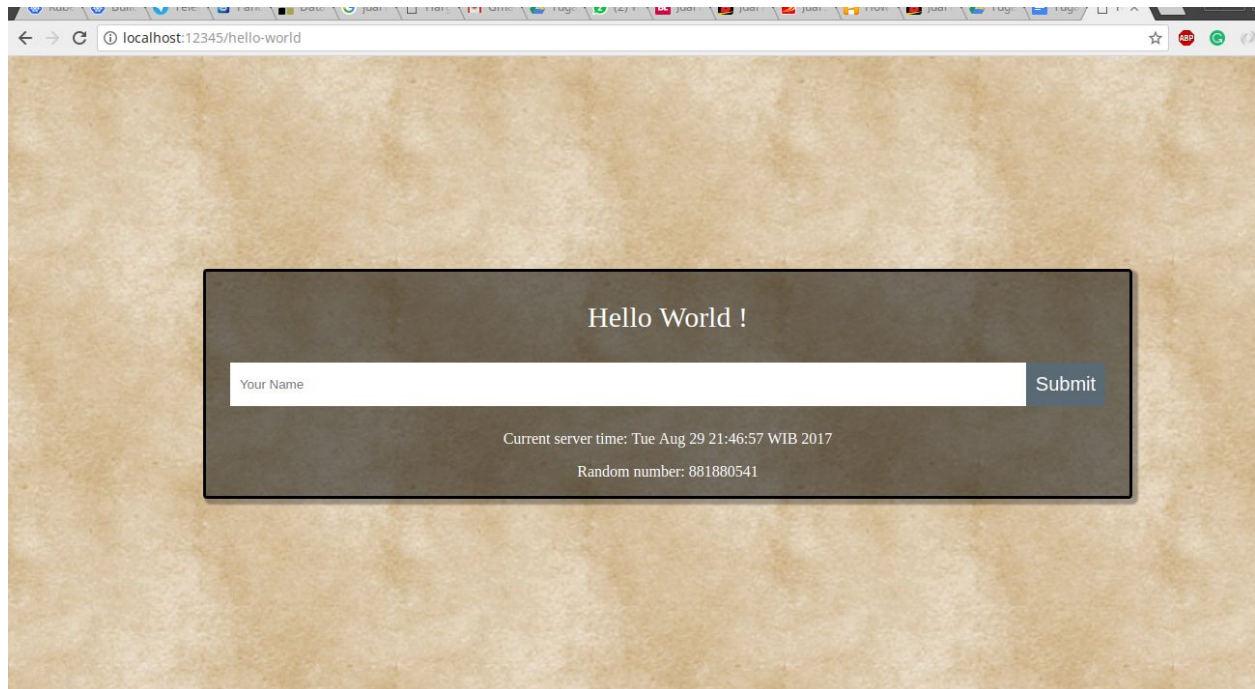 localhost:12345/hello-world
ABP
Hello World !
Your Name
Submit
Current server time: Tue Aug 29 21:46:57 WIB 2017
Random number: 881880541